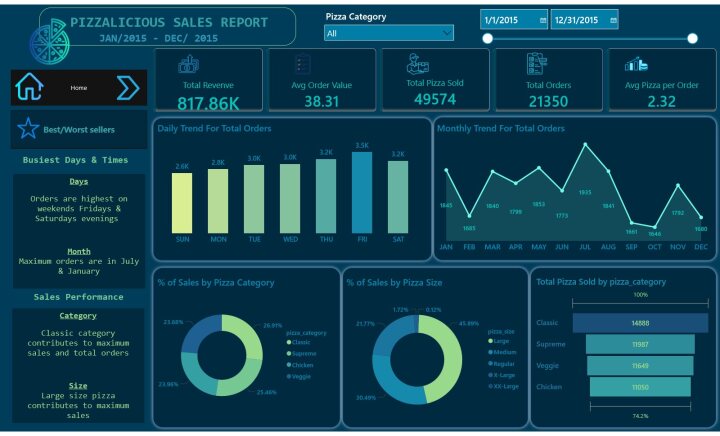 PIZZALICIOUS SALES REPORT
JAN/2015 - DEC/ 2015
Pizza Category
All
1/1/2015
12/31/2015
Home
Best/Worst sellers
Busiest Days & Times
Days
Orders are highest on
weekends Fridays &
Saturdays evenings
Month
Maximum orders are in July
& January
Sales Performance
Category
Classic category
contributes to maximum
sales and total orders
Size
Large size pizza
contributes to maximum
sales
Total Revenve
817.86K
Avg Order Value
38.31
Total Pizza Sold
49574
Total Orders
21350
Avg Pizza per Order
2.32
Daily Trend For Total Orders
2.6K
2.8K
3.0K
3.0K
3.2K
3.5K
3.2K
SUN MON TUE WED THU FRI SAT
Monthly Trend For Total Orders
1845
1685
1840
1799
1853
1773
1935
1841
1661
1646
1792
1680
JAN FEB MAR APR MAY JUN JUL AUG SEP OCT NOV DEC
% of Sales by Pizza Category
23.68%
26.91%
23.96%
25.46%
pizza_category
Classic
Supreme
Chicken
Veggie
% of Sales by Pizza Size
1.72%
0.12%
21.77%
45.89%
30.49%
pizza_size
Large
Medium
Regular
X-Large
XX-Large
Total Pizza Sold by pizza_category
100%
Classic 14888
Supreme 11987
Veggie 11649
Chicken 11050
74.2%